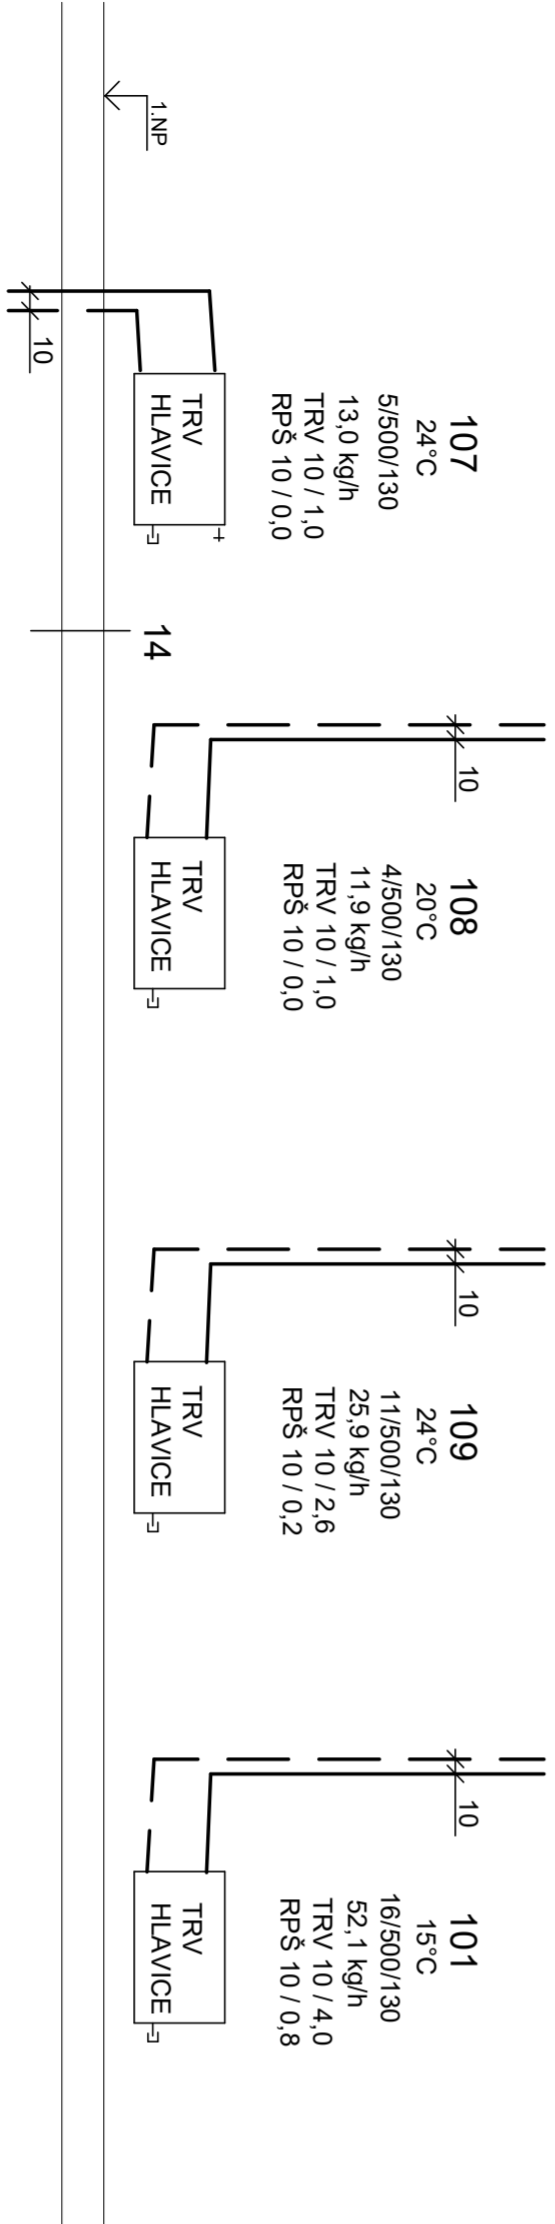 1.NP
10
107
24°C
5/500/130
13,0 kg/h
TRV 10 / 1,0
RPŠ 10 / 0,0
TRV
HLAVICE
14
10
108
20°C
4/500/130
11,9 kg/h
TRV 10 / 1,0
RPŠ 10 / 0,0
TRV
HLAVICE
10
109
24°C
11/500/130
25,9 kg/h
TRV 10 / 2,6
RPŠ 10 / 0,2
TRV
HLAVICE
10
101
15°C
16/500/130
52,1 kg/h
TRV 10 / 4,0
RPŠ 10 / 0,8
TRV
HLAVICE